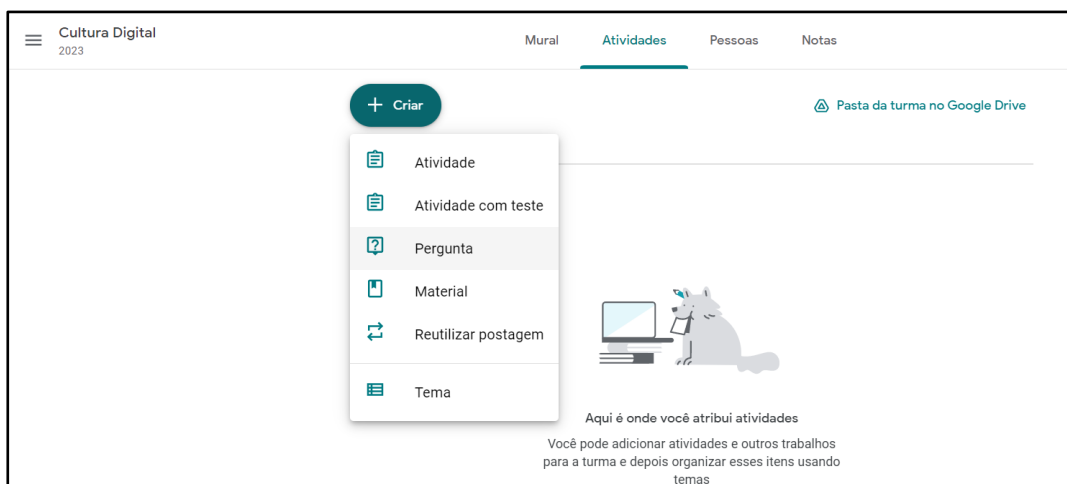 Cultura Digital
2023
Mural
Atividades
Pessoas
Notas
Criar
Pasta da turma no Google Drive
Atividade
Atividade com teste
Pergunta
Material
Reutilizar postagem
Tema
Aqui é onde você atribui atividades
Você pode adicionar atividades e outros trabalhos
para a turma e depois organizar esses itens usando
temas